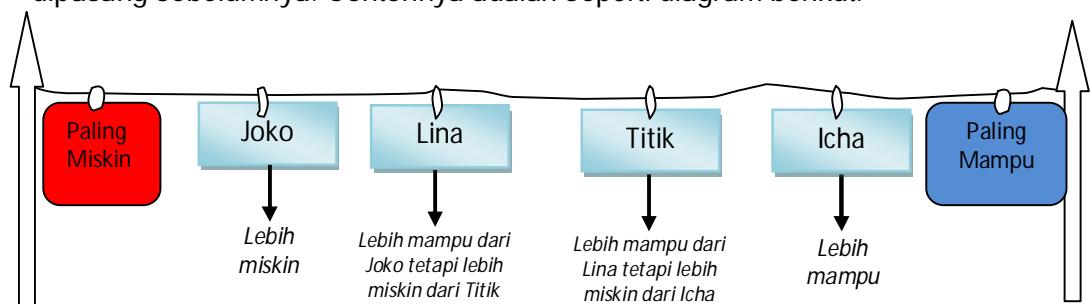 dipasang sebelumnya. Contohnya adalah seperti diagram berikut:
Paling
Miskin
Joko
Lina
Titik
Icha
Paling
Mampu
Lebih
miskin
Lebih mampu dari
Joko tetapi lebih
miskin dari Titik
Lebih mampu dari
Lina tetapi lebih
miskin dari Icha
Lebih
mampu